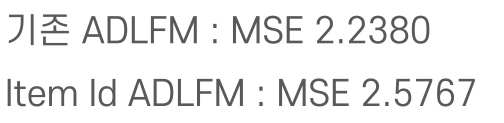 기존 ADLFM : MSE 2.2380
Item Id ADLFM : MSE 2.5767